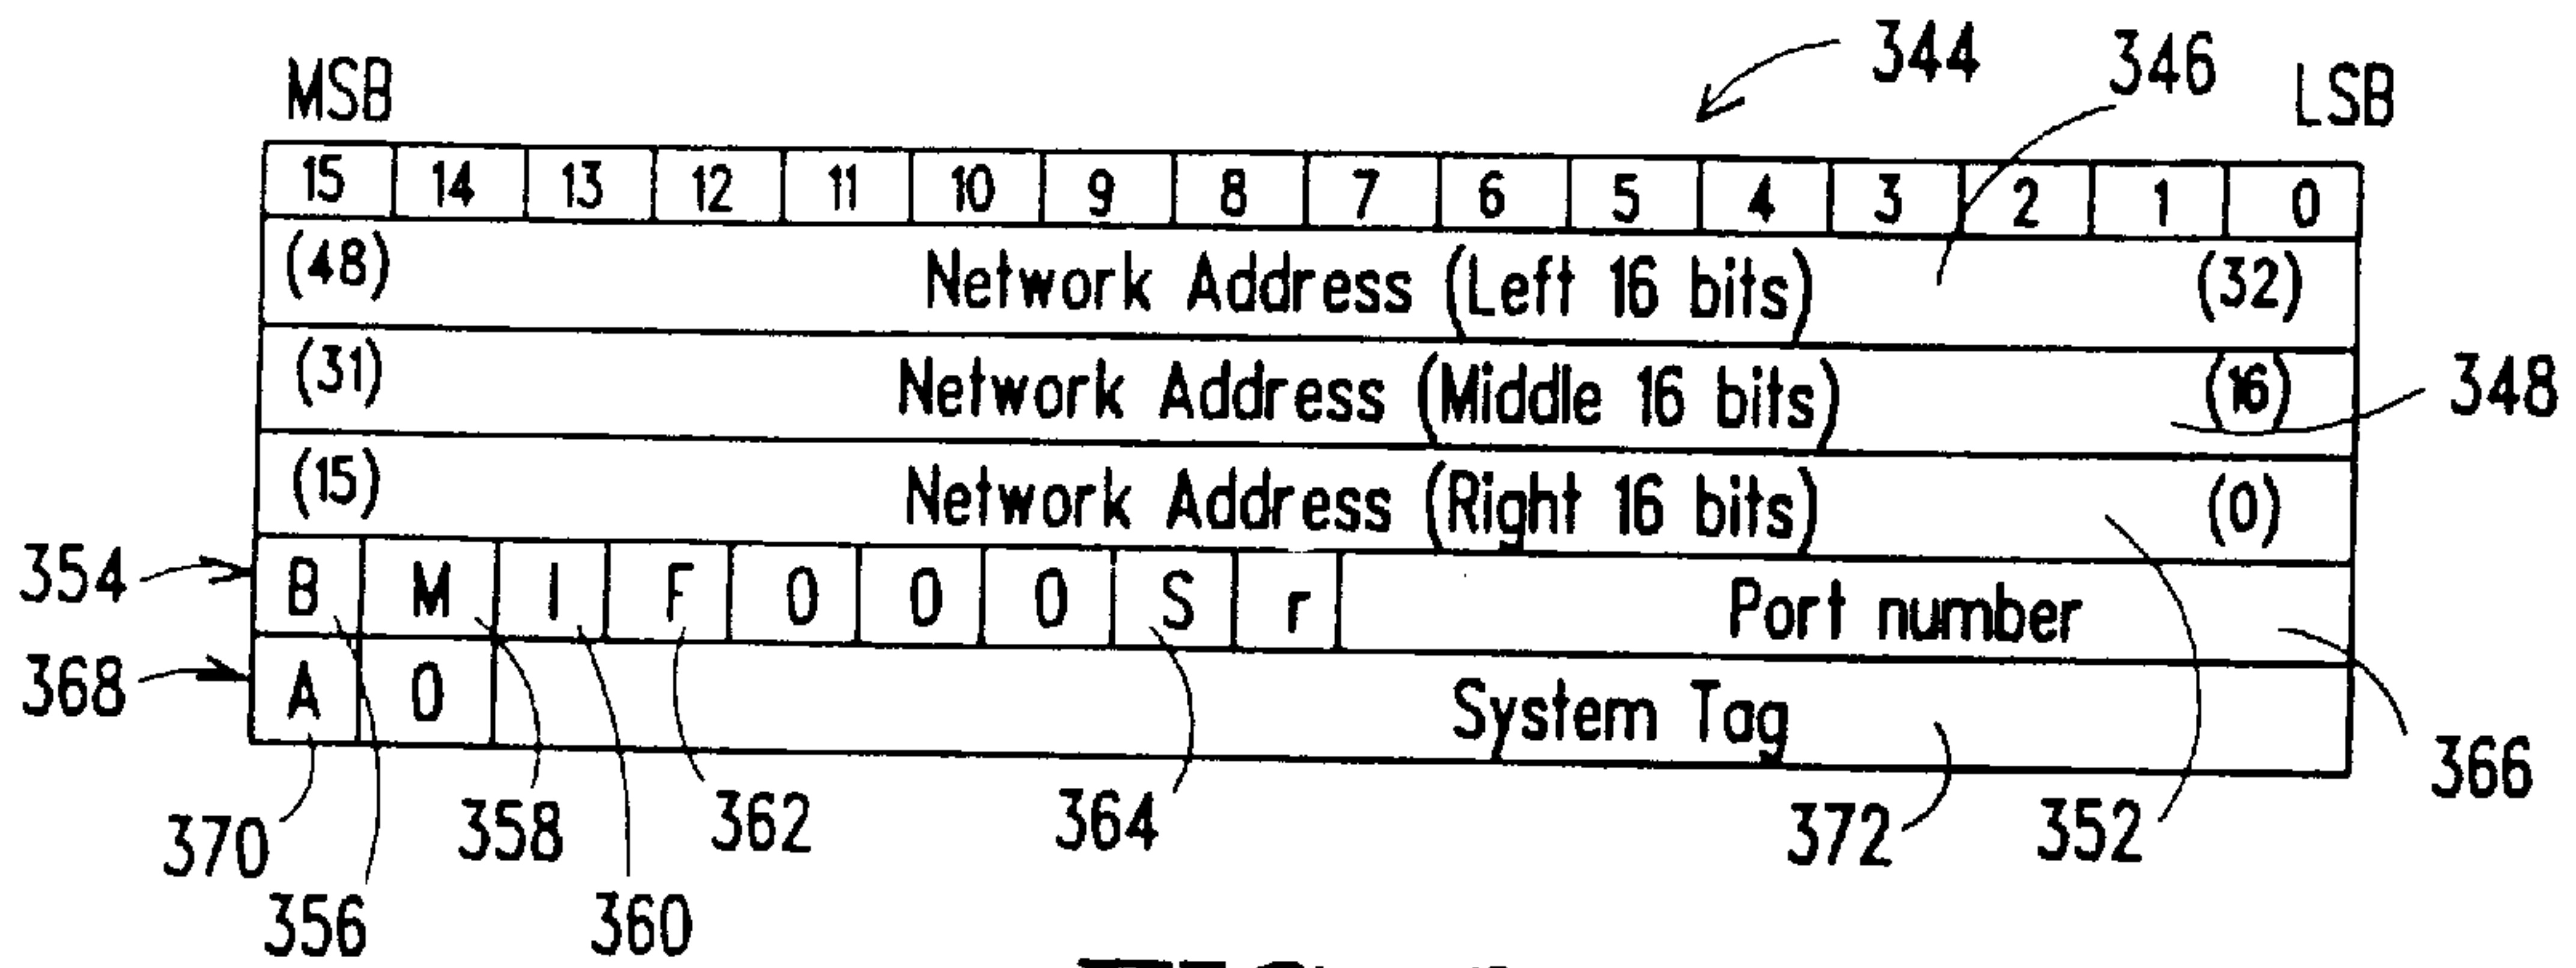 344
346
MSB LSB
15 14 13 12 11 10 9 8 7 6 5 4 3 2 1 0
(48) Network Address (Left 16 bits) (32)
(31) Network Address (Middle 16 bits) (16)
348
(15) Network Address (Right 16 bits) (0)
354 B M I F 0 0 0 S r Port number
368 A 0 System Tag
366
370 358 362 364 372 352
356 360